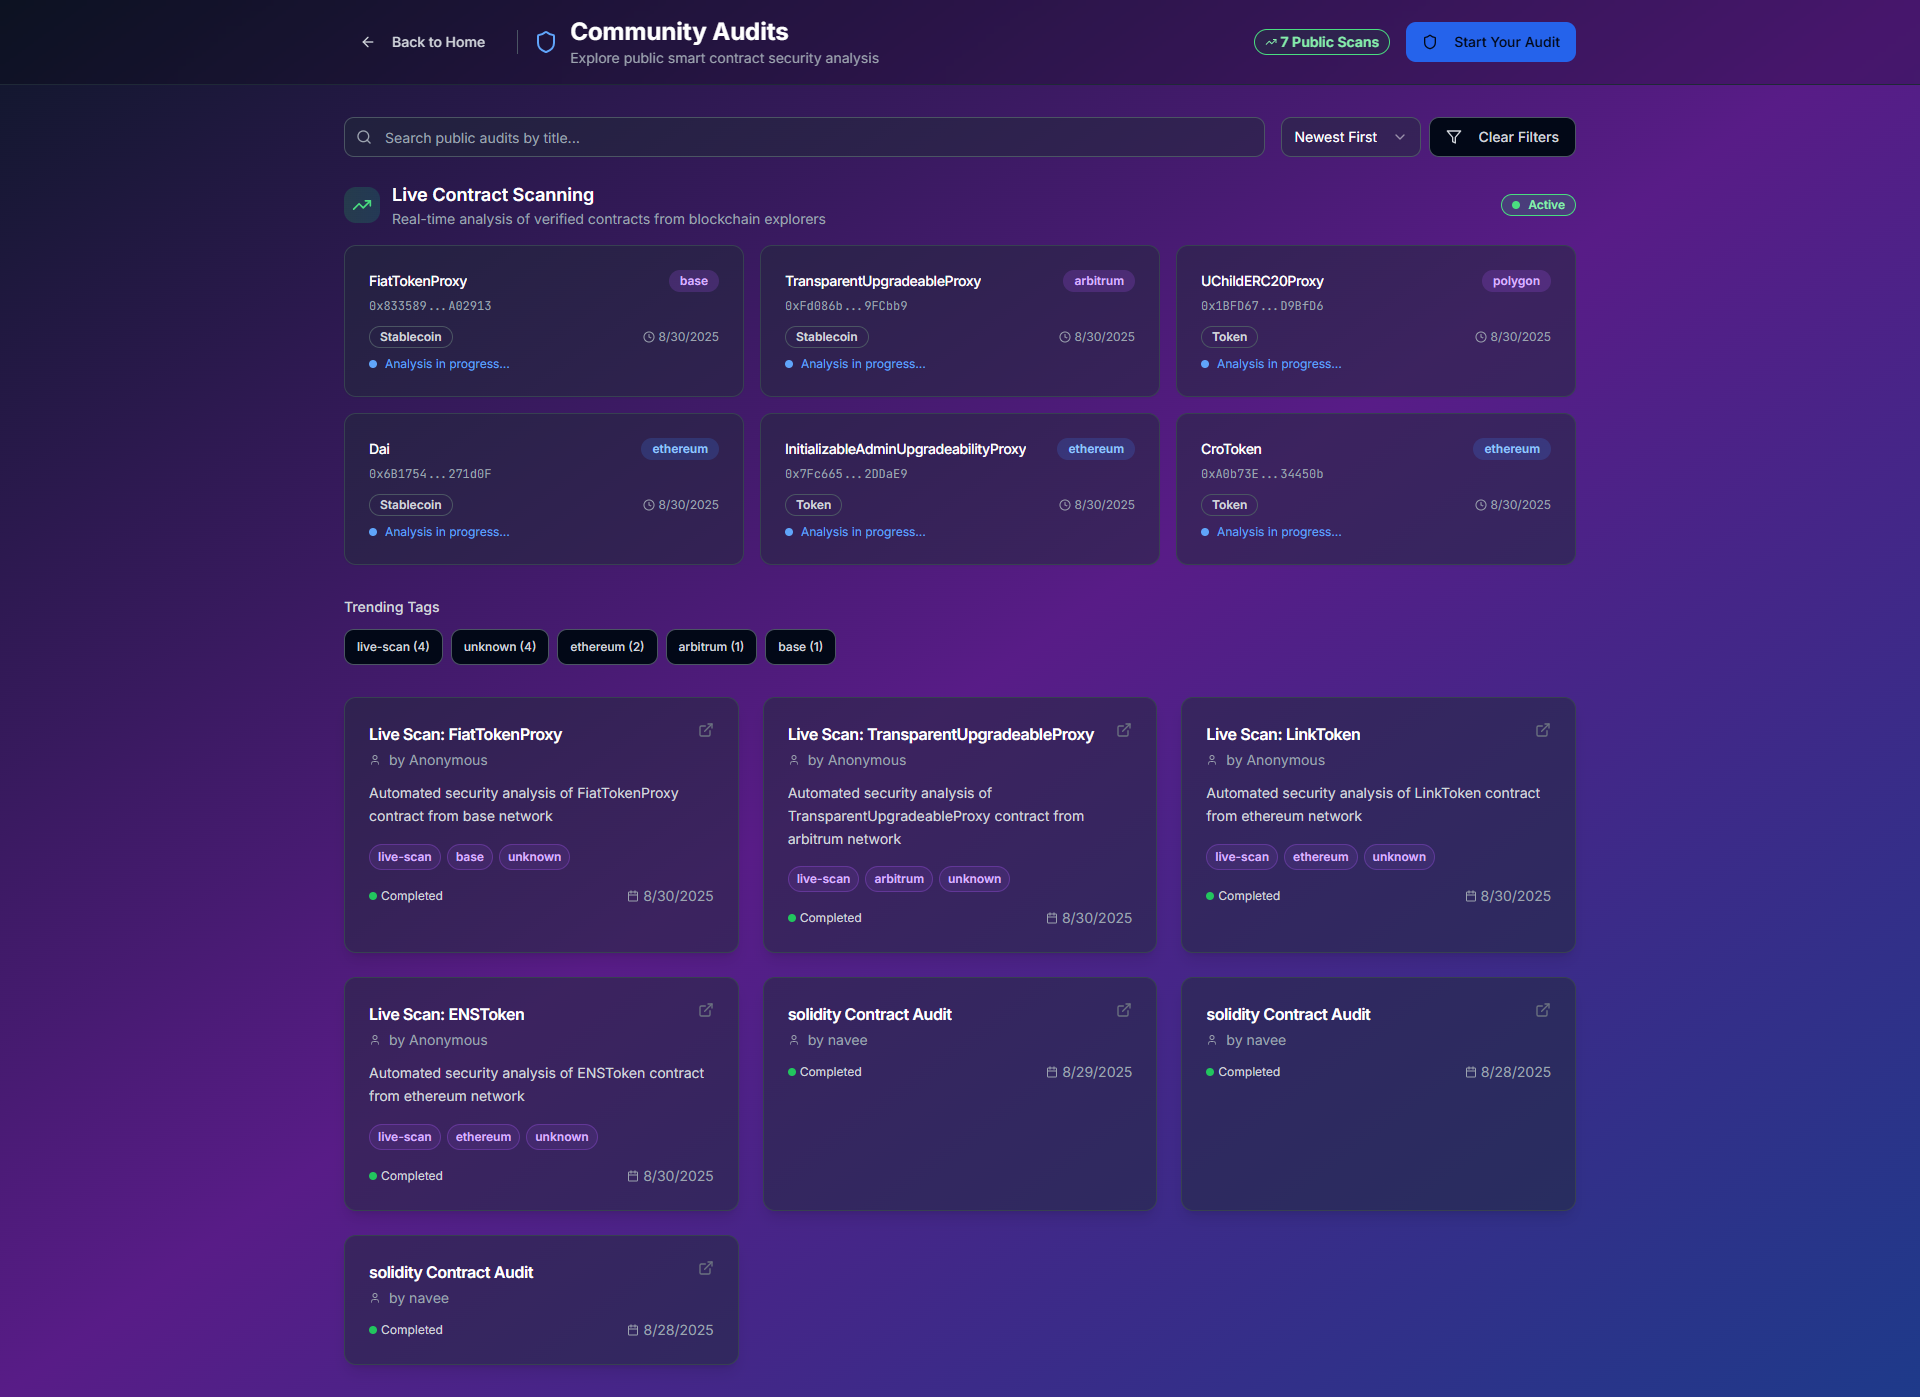 Back to Home
Community Audits
Explore public smart contract security analysis
7 Public Scans
Start Your Audit
Search public audits by title...
Newest First
Clear Filters
Live Contract Scanning
Real-time analysis of verified contracts from blockchain explorers
Active
FiatTokenProxy
base
0x833589...A02913
Stablecoin
8/30/2025
Analysis in progress...
TransparentUpgradeableProxy
arbitrum
0xFd086b...9FCbb9
Stablecoin
8/30/2025
Analysis in progress...
UChildERC20Proxy
polygon
0x1BFD67...D9BfD6
Token
8/30/2025
Analysis in progress...
Dai
ethereum
0x6B1754...271d0F
Stablecoin
8/30/2025
Analysis in progress...
InitializableAdminUpgradeabilityProxy
ethereum
0x7Fc665...2DDaE9
Token
8/30/2025
Analysis in progress...
CroToken
ethereum
0xA0b73E...34450b
Token
8/30/2025
Analysis in progress...
Trending Tags
live-scan (4)
unknown (4)
ethereum (2)
arbitrum (1)
base (1)
Live Scan: FiatTokenProxy
by Anonymous
Automated security analysis of FiatTokenProxy
contract from base network
live-scan
base
unknown
Completed
8/30/2025
Live Scan: TransparentUpgradeableProxy
by Anonymous
Automated security analysis of
TransparentUpgradeableProxy contract from
arbitrum network
live-scan
arbitrum
unknown
Completed
8/30/2025
Live Scan: LinkToken
by Anonymous
Automated security analysis of LinkToken contract
from ethereum network
live-scan
ethereum
unknown
Completed
8/30/2025
Live Scan: ENSToken
by Anonymous
Automated security analysis of ENSToken contract
from ethereum network
live-scan
ethereum
unknown
Completed
8/30/2025
solidity Contract Audit
by navee
Completed
8/29/2025
solidity Contract Audit
by navee
Completed
8/28/2025
solidity Contract Audit
by navee
Completed
8/28/2025